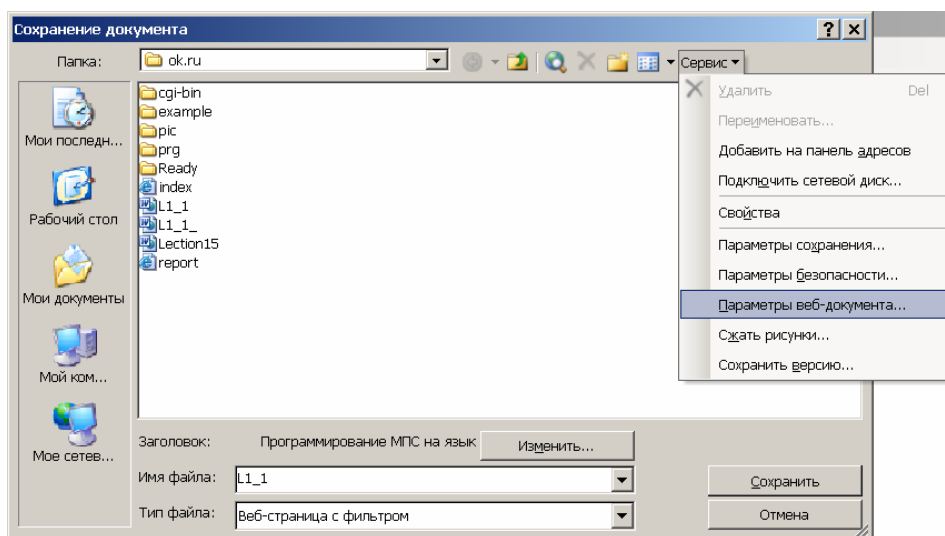 Сохранение документа
Папка:
ok.ru
Сервис
Мои последн...
Рабочий стол
Мои документы
Мой ком...
Мое сетев...
cgi-bin
example
pic
prg
Ready
index
L1_1
L1_1_
Lection15
report
Удалить Del
Переименовать...
Добавить на панель адресов
Подключить сетевой диск...
Свойства
Параметры сохранения...
Параметры безопасности...
Параметры веб-документа...
Сжать рисунки...
Сохранить версию...
Заголовок: Программирование МПС на язык Изменить...
Имя файла: L1_1 Сохранить
Тип файла: Веб-страница с фильтром Отмена